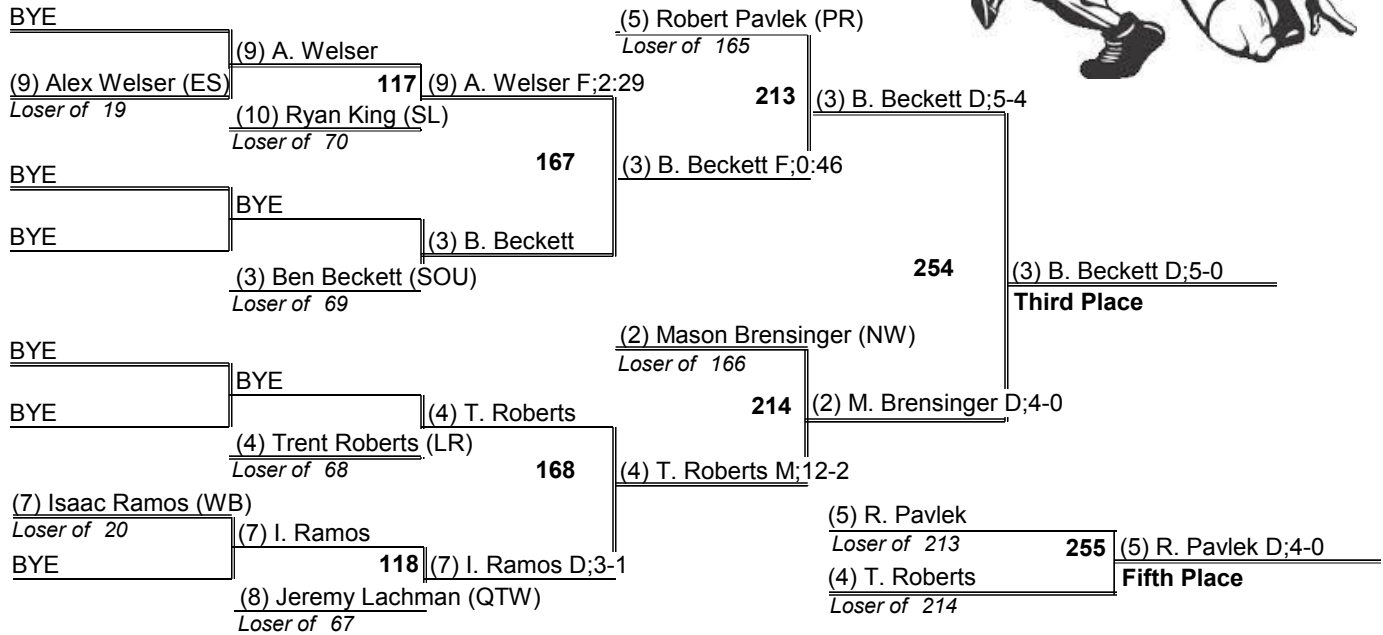 BYE
(5) Robert Pavlek (PR)
Loser of 165
(9) A. Welser
(9) Alex Welser (ES)
Loser of 19
117
(9) A. Welser F;2:29
213
(3) B. Beckett D;5-4
(10) Ryan King (SL)
Loser of 70
167
(3) B. Beckett F;0:46
BYE
BYE
BYE
(3) B. Beckett
(3) Ben Beckett (SOU)
Loser of 69
254
(3) B. Beckett D;5-0
Third Place
(2) Mason Brensinger (NW)
Loser of 166
BYE
BYE
BYE
(4) T. Roberts
214
(2) M. Brensinger D;4-0
(4) Trent Roberts (LR)
Loser of 68
168
(4) T. Roberts M;12-2
(7) Isaac Ramos (WB)
Loser of 20
(7) I. Ramos
BYE
118
(7) I. Ramos D;3-1
(8) Jeremy Lachman (QTW)
Loser of 67
(5) R. Pavlek
Loser of 213
255
(5) R. Pavlek D;4-0
Fifth Place
(4) T. Roberts
Loser of 214